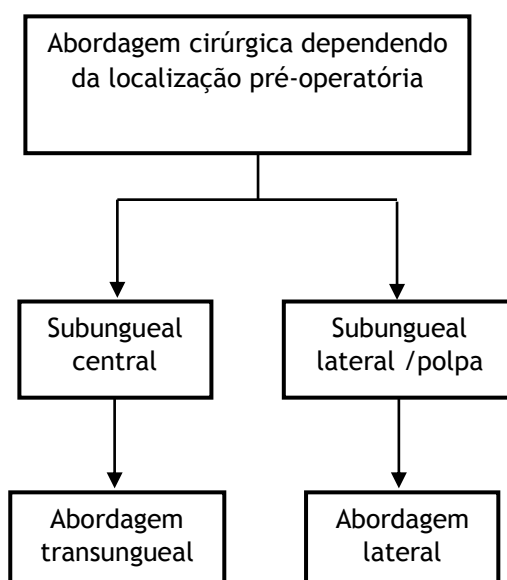 Abordagem cirúrgica dependendo
da localização pré-operatória
Subungueal
central
Subungueal
lateral /polpa
Abordagem
transungueal
Abordagem
lateral